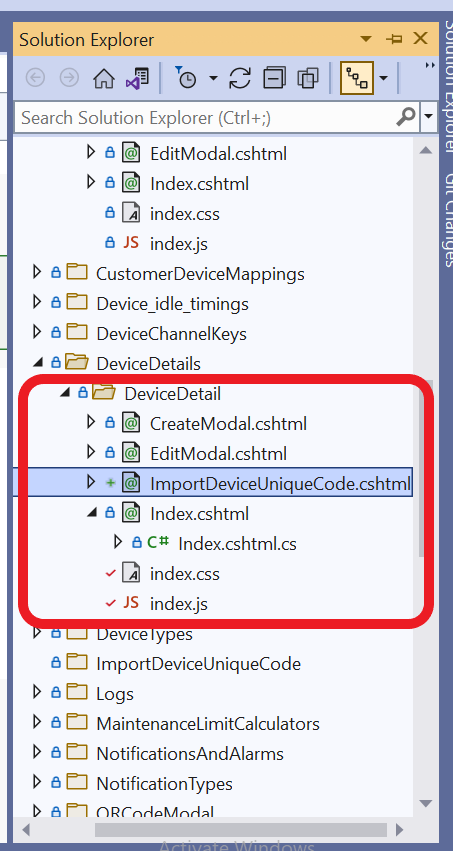 Solution Explorer
Search Solution Explorer (Ctrl+;)
EditModal.cshtml
Index.cshtml
index.css
JS index.js
CustomerDeviceMappings
Device_idle_timings
DeviceChannelKeys
DeviceDetails
DeviceDetail
CreateModal.cshtml
EditModal.cshtml
ImportDeviceUniqueCode.cshtml
Index.cshtml
C# Index.cshtml.cs
index.css
JS index.js
DeviceTypes
ImportDeviceUniqueCode
Logs
MaintenanceLimitCalculators
NotificationsAndAlarms
NotificationTypes
QRCodeModal
Activate Windows
Solution Explorer
Git Changes